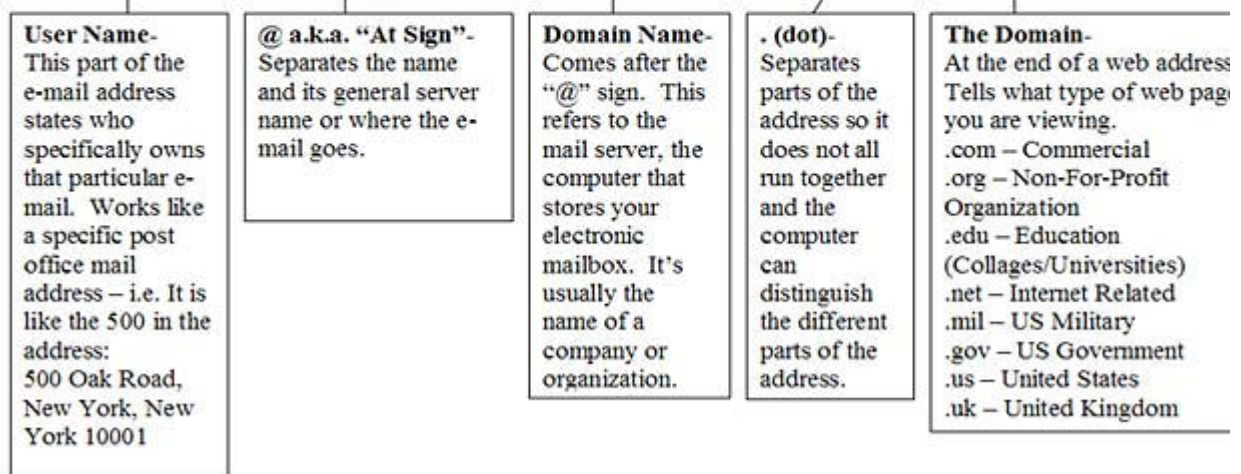 User Name-
This part of the
e-mail address
states who
specifically owns
that particular e-
mail. Works like
a specific post
office mail
address – i.e. It is
like the 500 in the
address:
500 Oak Road,
New York, New
York 10001
@ a.k.a. “At Sign”-
Separates the name
and its general server
name or where the e-
mail goes.
Domain Name-
Comes after the
“@” sign. This
refers to the
mail server, the
computer that
stores your
electronic
mailbox. It’s
usually the
name of a
company or
organization.
. (dot)-
Separates
parts of the
address so it
does not all
run together
and the
computer
can
distinguish
the different
parts of the
address.
The Domain-
At the end of a web address
Tells what type of web page
you are viewing.
.com – Commercial
.org – Non-For-Profit
Organization
.edu – Education
(Collages/Universities)
.net – Internet Related
.mil – US Military
.gov – US Government
.us – United States
.uk – United Kingdom